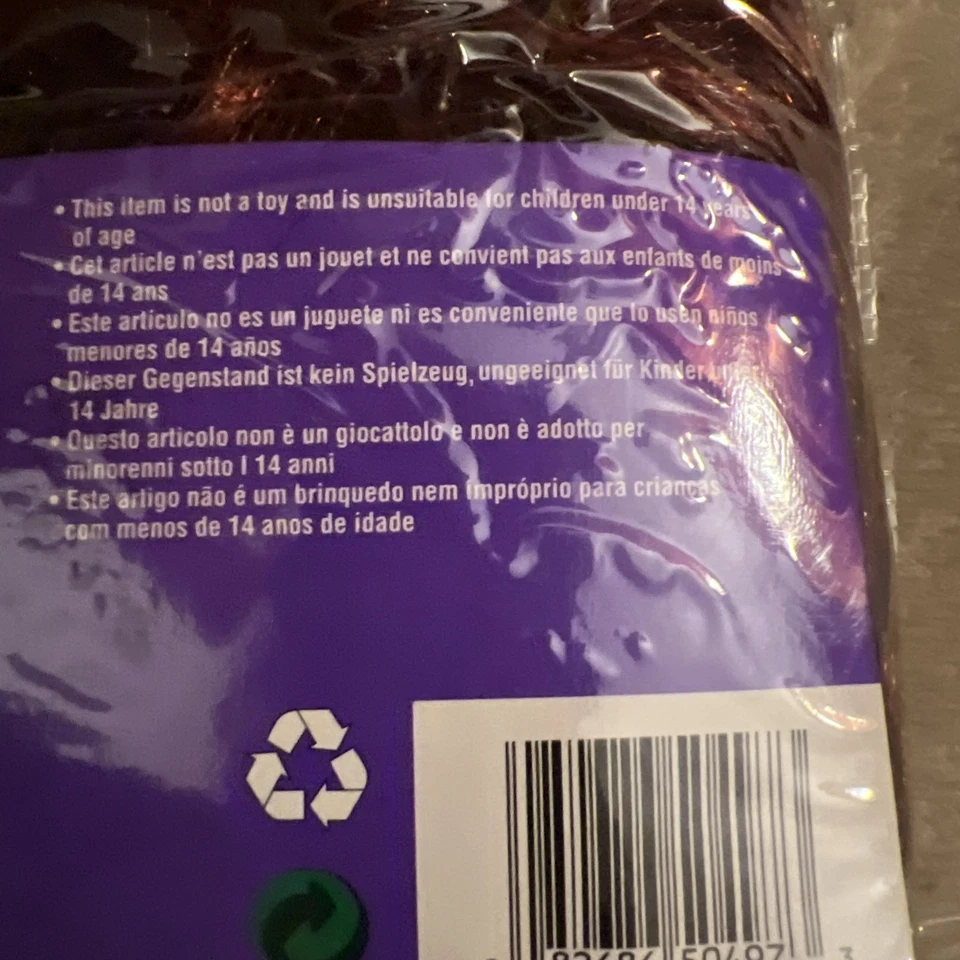 • This item is not a toy and is unsuitable for children under 14 years
of age
• Cet article n'est pas un jouet et ne convient pas aux enfants de moins
de 14 ans
• Este articulo no es un juguete ni es conveniente que lo usen niños
menores de 14 años
• Dieser Gegenstand ist kein Spielzeug, ungeeignet für Kinder
14 Jahre
• Questo articolo non è un giocattolo e non è adotto per
minorenni sotto I 14 anni
• Este artigo não é um brinquedo nem impróprio para crianças
com menos de 14 anos de idade
82686 50497 3